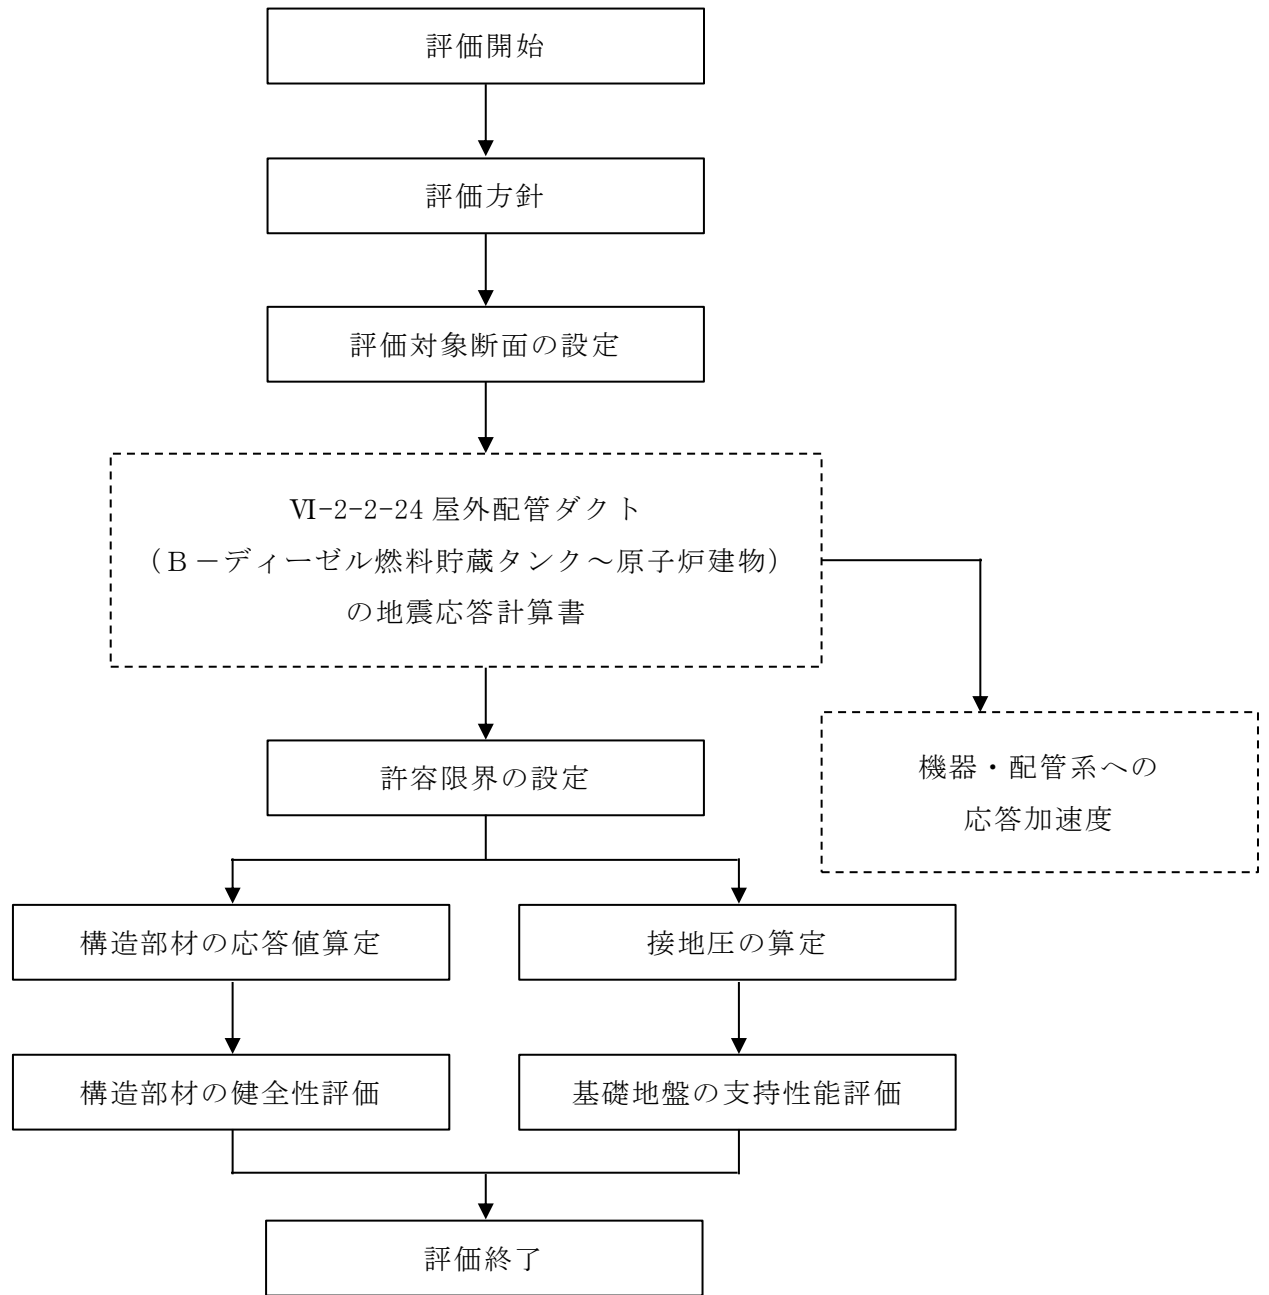 評価開始
評価方針
評価対象断面の設定
Ⅵ-2-2-24 屋外配管ダクト
（Ｂ－ディーゼル燃料貯蔵タンク～原子炉建物）
の地震応答計算書
許容限界の設定
機器・配管系への
応答加速度
構造部材の応答値算定
接地圧の算定
構造部材の健全性評価
基礎地盤の支持性能評価
評価終了